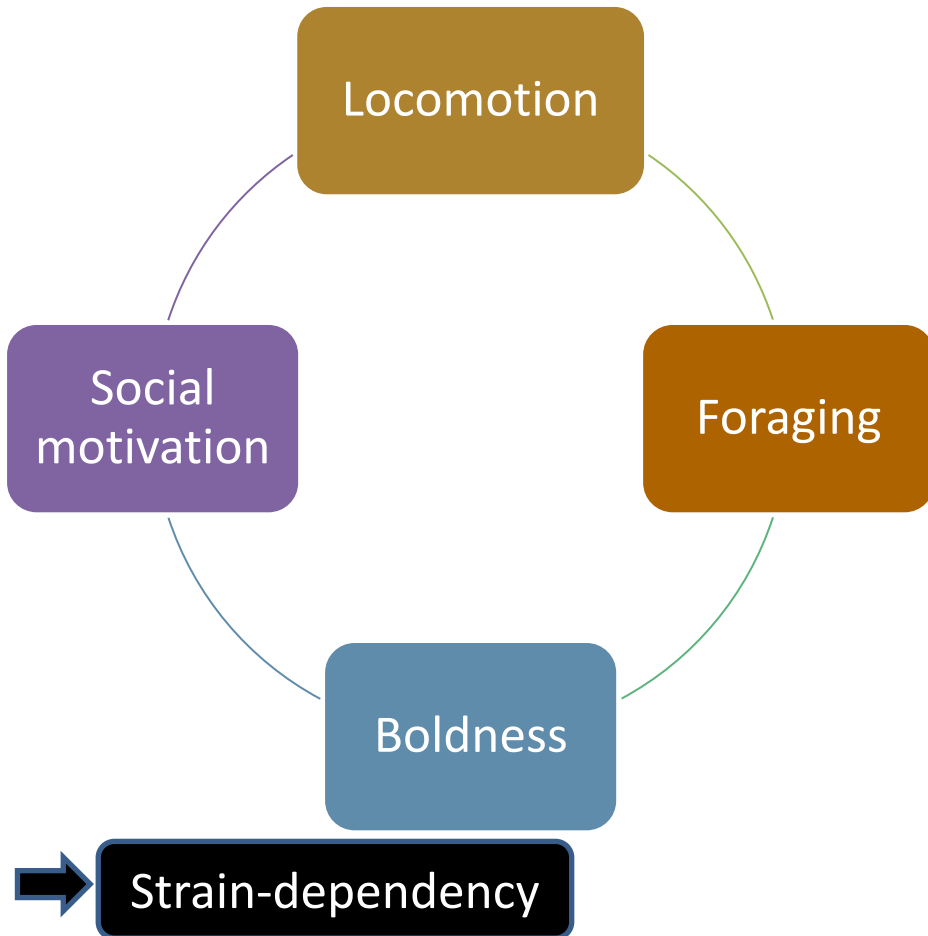 Locomotion
Social
motivation
Foraging
Boldness
Strain-dependency